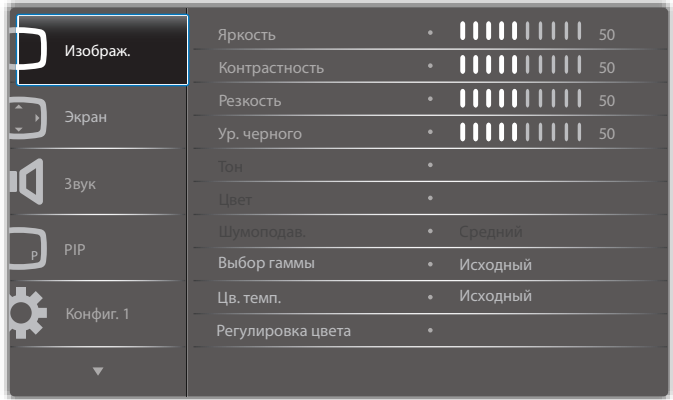 Изображ.
Экран
Звук
P
PIP
Конфиг. 1
Яркость • 50
Контрастность • 50
Резкость • 50
Ур. черного • 50
Тон •
Цвет •
Шумоподав. • Средний
Выбор гаммы • Исходный
Цв. темп. • Исходный
Регулировка цвета •